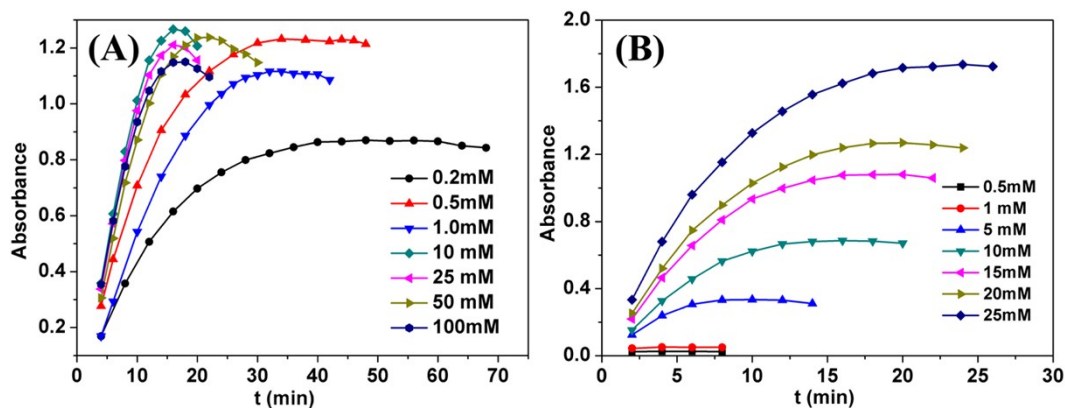 (A)
Absorbance
1.2
1.0
0.8
0.6
0.4
0.2
0.2mM
0.5mM
1.0mM
10 mM
25 mM
50 mM
100mM
0 10 20 30 40 50 60 70
t (min)
(B)
Absorbance
2.0
1.6
1.2
0.8
0.4
0.0
0.5mM
1 mM
5 mM
10mM
15mM
20mM
25mM
0 5 10 15 20 25 30
t (min)